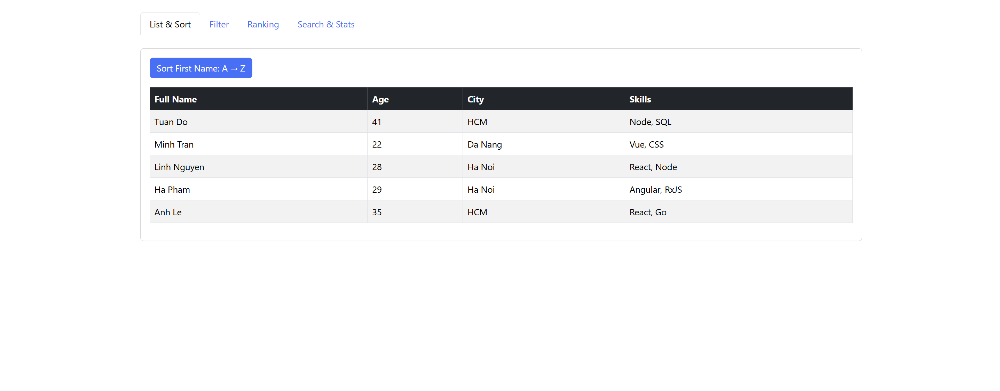 List & Sort Filter Ranking Search & Stats
Sort First Name: A → Z
Full Name Age City Skills
Tuan Do 41 HCM Node, SQL
Minh Tran 22 Da Nang Vue, CSS
Linh Nguyen 28 Ha Noi React, Node
Ha Pham 29 Ha Noi Angular, RxJS
Anh Le 35 HCM React, Go